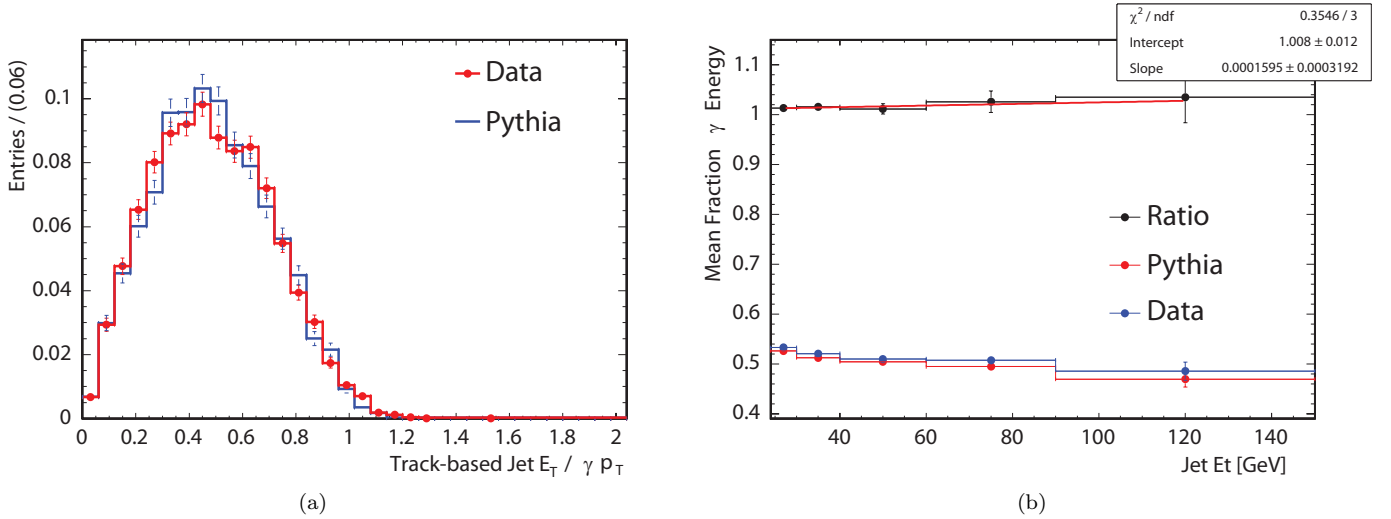 Entries / (0.06)
0.1
0.08
0.06
0.04
0.02
0
Data
Pythia
0 0.2 0.4 0.6 0.8 1 1.2 1.4 1.6 1.8 2
Track-based Jet E_T / γ p_T
(a)
χ² / ndf 0.3546 / 3
Intercept 1.008 ± 0.012
Slope 0.0001595 ± 0.0003192
Mean Fraction γ Energy
1.1
1
0.9
0.8
0.7
0.6
0.5
0.4
Ratio
Pythia
Data
40 60 80 100 120 140
Jet Et [GeV]
(b)